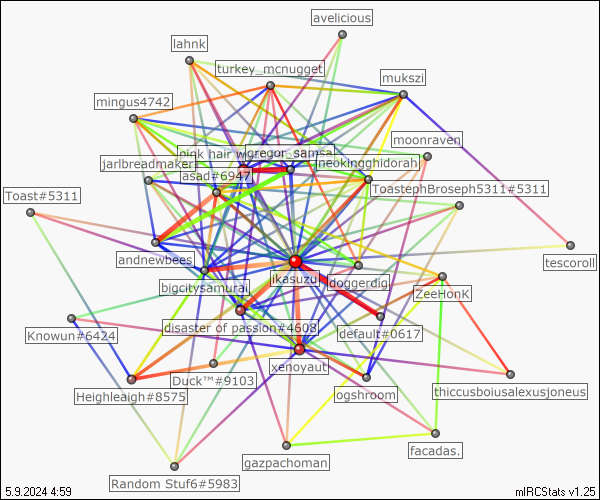 avelicious
lahnk
turkey_mcnugget
mukszi
mingus4742
moonraven
pink hair w
gregor_samsa
jarlbreadmaker
neokingghidorah
asad#6947
ToastephBroseph5311#5311
Toast#5311
andnewbees
tescoroll
ikasuzu
doggerdig
bigcitysamurai
ZeeHonK
disaster of passion#4608
Knowun#6424
default#0617
xenoyaut
Duck™#9103
thiccusboiusalexusjoneus
Heighleaigh#8575
ogshroom
facadas.
gazpachoman
Random Stuf6#5983
5.9.2024 4:59
mIRCStats v1.25